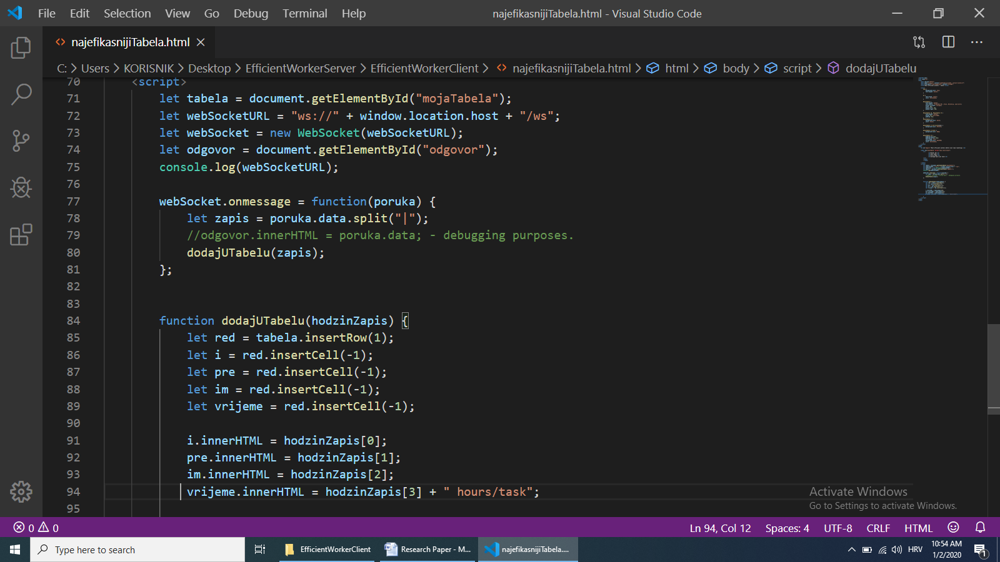 File Edit Selection View Go Debug Terminal Help najefikasnijiTabela.html - Visual Studio Code
najefikasnijiTabela.html
C: > Users > KORISNIK > Desktop > EfficientWorkerServer > EfficientWorkerClient > najefikasnijiTabela.html > html > body > script > dodajUTabelu
70 <script>
71 let tabela = document.getElementById("mojaTabela");
72 let webSocketURL = "ws://" + window.location.host + "/ws";
73 let webSocket = new WebSocket(webSocketURL);
74 let odgovor = document.getElementById("odgovor");
75 console.log(webSocketURL);
76
77 webSocket.onmessage = function(poruka) {
78 let zapis = poruka.data.split("|");
79 //odgovor.innerHTML = poruka.data; - debugging purposes.
80 dodajUTabelu(zapis);
81 };
82
83
84 function dodajUTabelu(hodzinZapis) {
85 let red = tabela.insertRow(1);
86 let i = red.insertCell(-1);
87 let pre = red.insertCell(-1);
88 let im = red.insertCell(-1);
89 let vrijeme = red.insertCell(-1);
90
91 i.innerHTML = hodzinZapis[0];
92 pre.innerHTML = hodzinZapis[1];
93 im.innerHTML = hodzinZapis[2];
94 vrijeme.innerHTML = hodzinZapis[3] + " hours/task";
95
Activate Windows
Go to Settings to activate Windows.
0 0 Ln 94, Col 12 Spaces: 4 UTF-8 CRLF HTML
Type here to search EfficientWorkerClient Research Paper - M... najefikasnijiTabela.... HRV 10:54 AM
1/2/2020 1